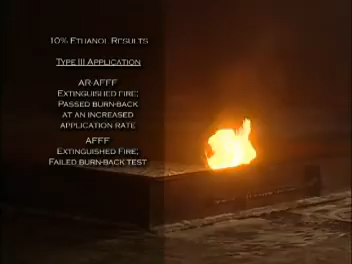 10% Ethanol Results
Type III Application
AR-AFFF
Extinguished fire;
Passed burn-back
at an increased
application rate
AFFF
Extinguished Fire;
Failed burn-back test